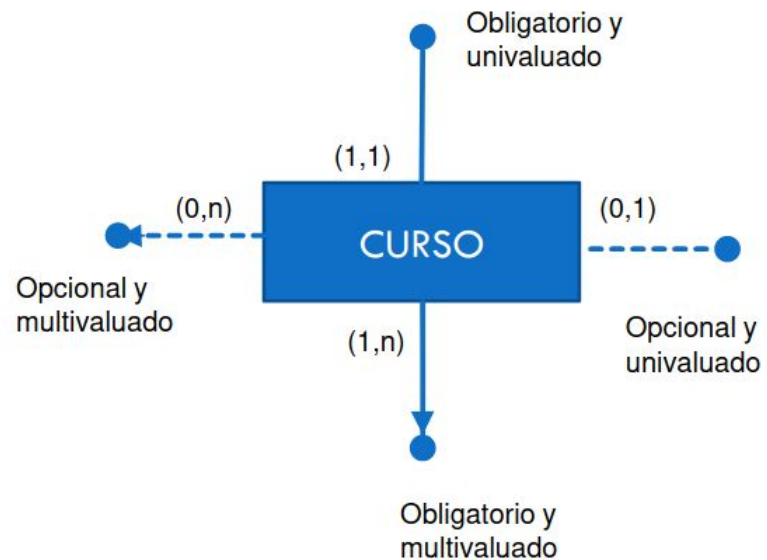 Obligatorio y
univaluado
(1,1)
(0,n)
(0,1)
CURSO
Opcional y
multivaluado
(1,n)
Opcional y
univaluado
Obligatorio y
multivaluado